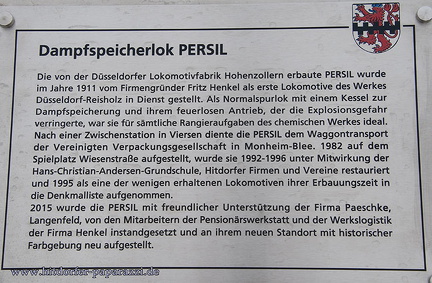 Dampfspeicherlok PERSIL
Die von der Düsseldorfer Lokomotivfabrik Hohenzollern erbaute PERSIL wurde
im Jahre 1911 vom Firmengründer Fritz Henkel als erste Lokomotive des Werkes
Düsseldorf-Reisholz in Dienst gestellt. Als Normalspurlok mit einem Kessel zur
Dampfspeicherung und ihrem feuerlosen Antrieb, der die Explosionsgefahr
verringerte, war sie für sämtliche Rangieraufgaben des chemischen Werkes ideal.
Nach einer Zwischenstation in Viersen diente die PERSIL dem Waggontransport
der Vereinigten Verpackungsgesellschaft in Monheim-Blee. 1982 auf dem
Spielplatz Wiesenstraße aufgestellt, wurde sie 1992-1996 unter Mitwirkung der
Hans-Christian-Andersen-Grundschule, Hitdorfer Firmen und Vereine restauriert
und 1995 als eine der wenigen erhaltenen Lokomotiven ihrer Erbauungszeit in
die Denkmalliste aufgenommen.
2015 wurde die PERSIL mit freundlicher Unterstützung der Firma Paeschke,
Langenfeld, von den Mitarbeitern der Pensionärswerkstatt und der Werkslogistik
der Firma Henkel instandgesetzt und an ihrem neuen Standort mit historischer
Farbgebung neu aufgestellt.
www.hitdorfer-paparazzi.de